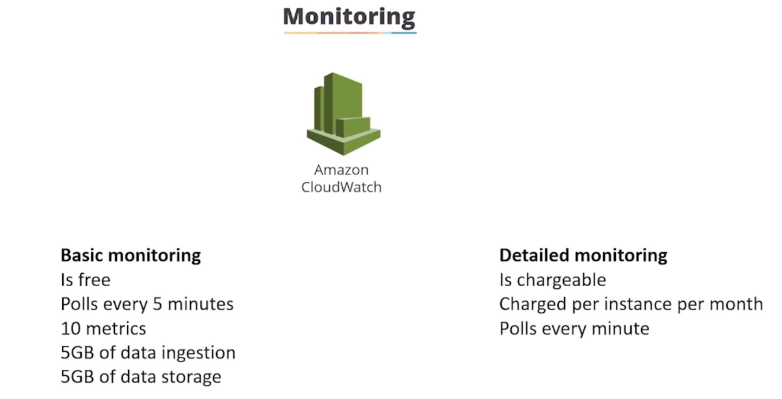 Monitoring
Amazon
CloudWatch
Basic monitoring
Is free
Polls every 5 minutes
10 metrics
5GB of data ingestion
5GB of data storage
Detailed monitoring
Is chargeable
Charged per instance per month
Polls every minute